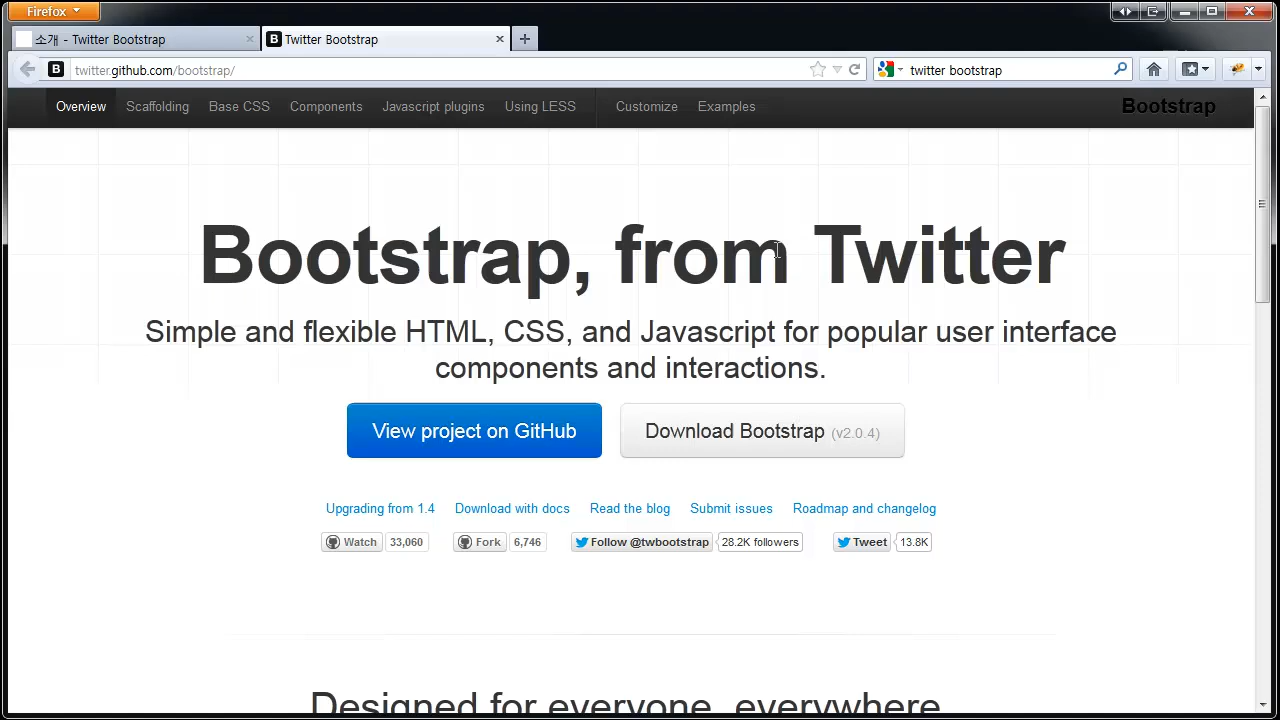 Firefox
소개 - Twitter Bootstrap
Twitter Bootstrap
twitter.github.com/bootstrap/
twitter bootstrap
Overview Scaffolding Base CSS Components Javascript plugins Using LESS Customize Examples Bootstrap
Bootstrap, from Twitter
Simple and flexible HTML, CSS, and Javascript for popular user interface
components and interactions.
View project on GitHub
Download Bootstrap (v2.0.4)
Upgrading from 1.4 Download with docs Read the blog Submit issues Roadmap and changelog
Watch 33,060 Fork 6,746 Follow @twbootstrap 28.2K followers Tweet 13.8K
Designed for everyone, everywhere.